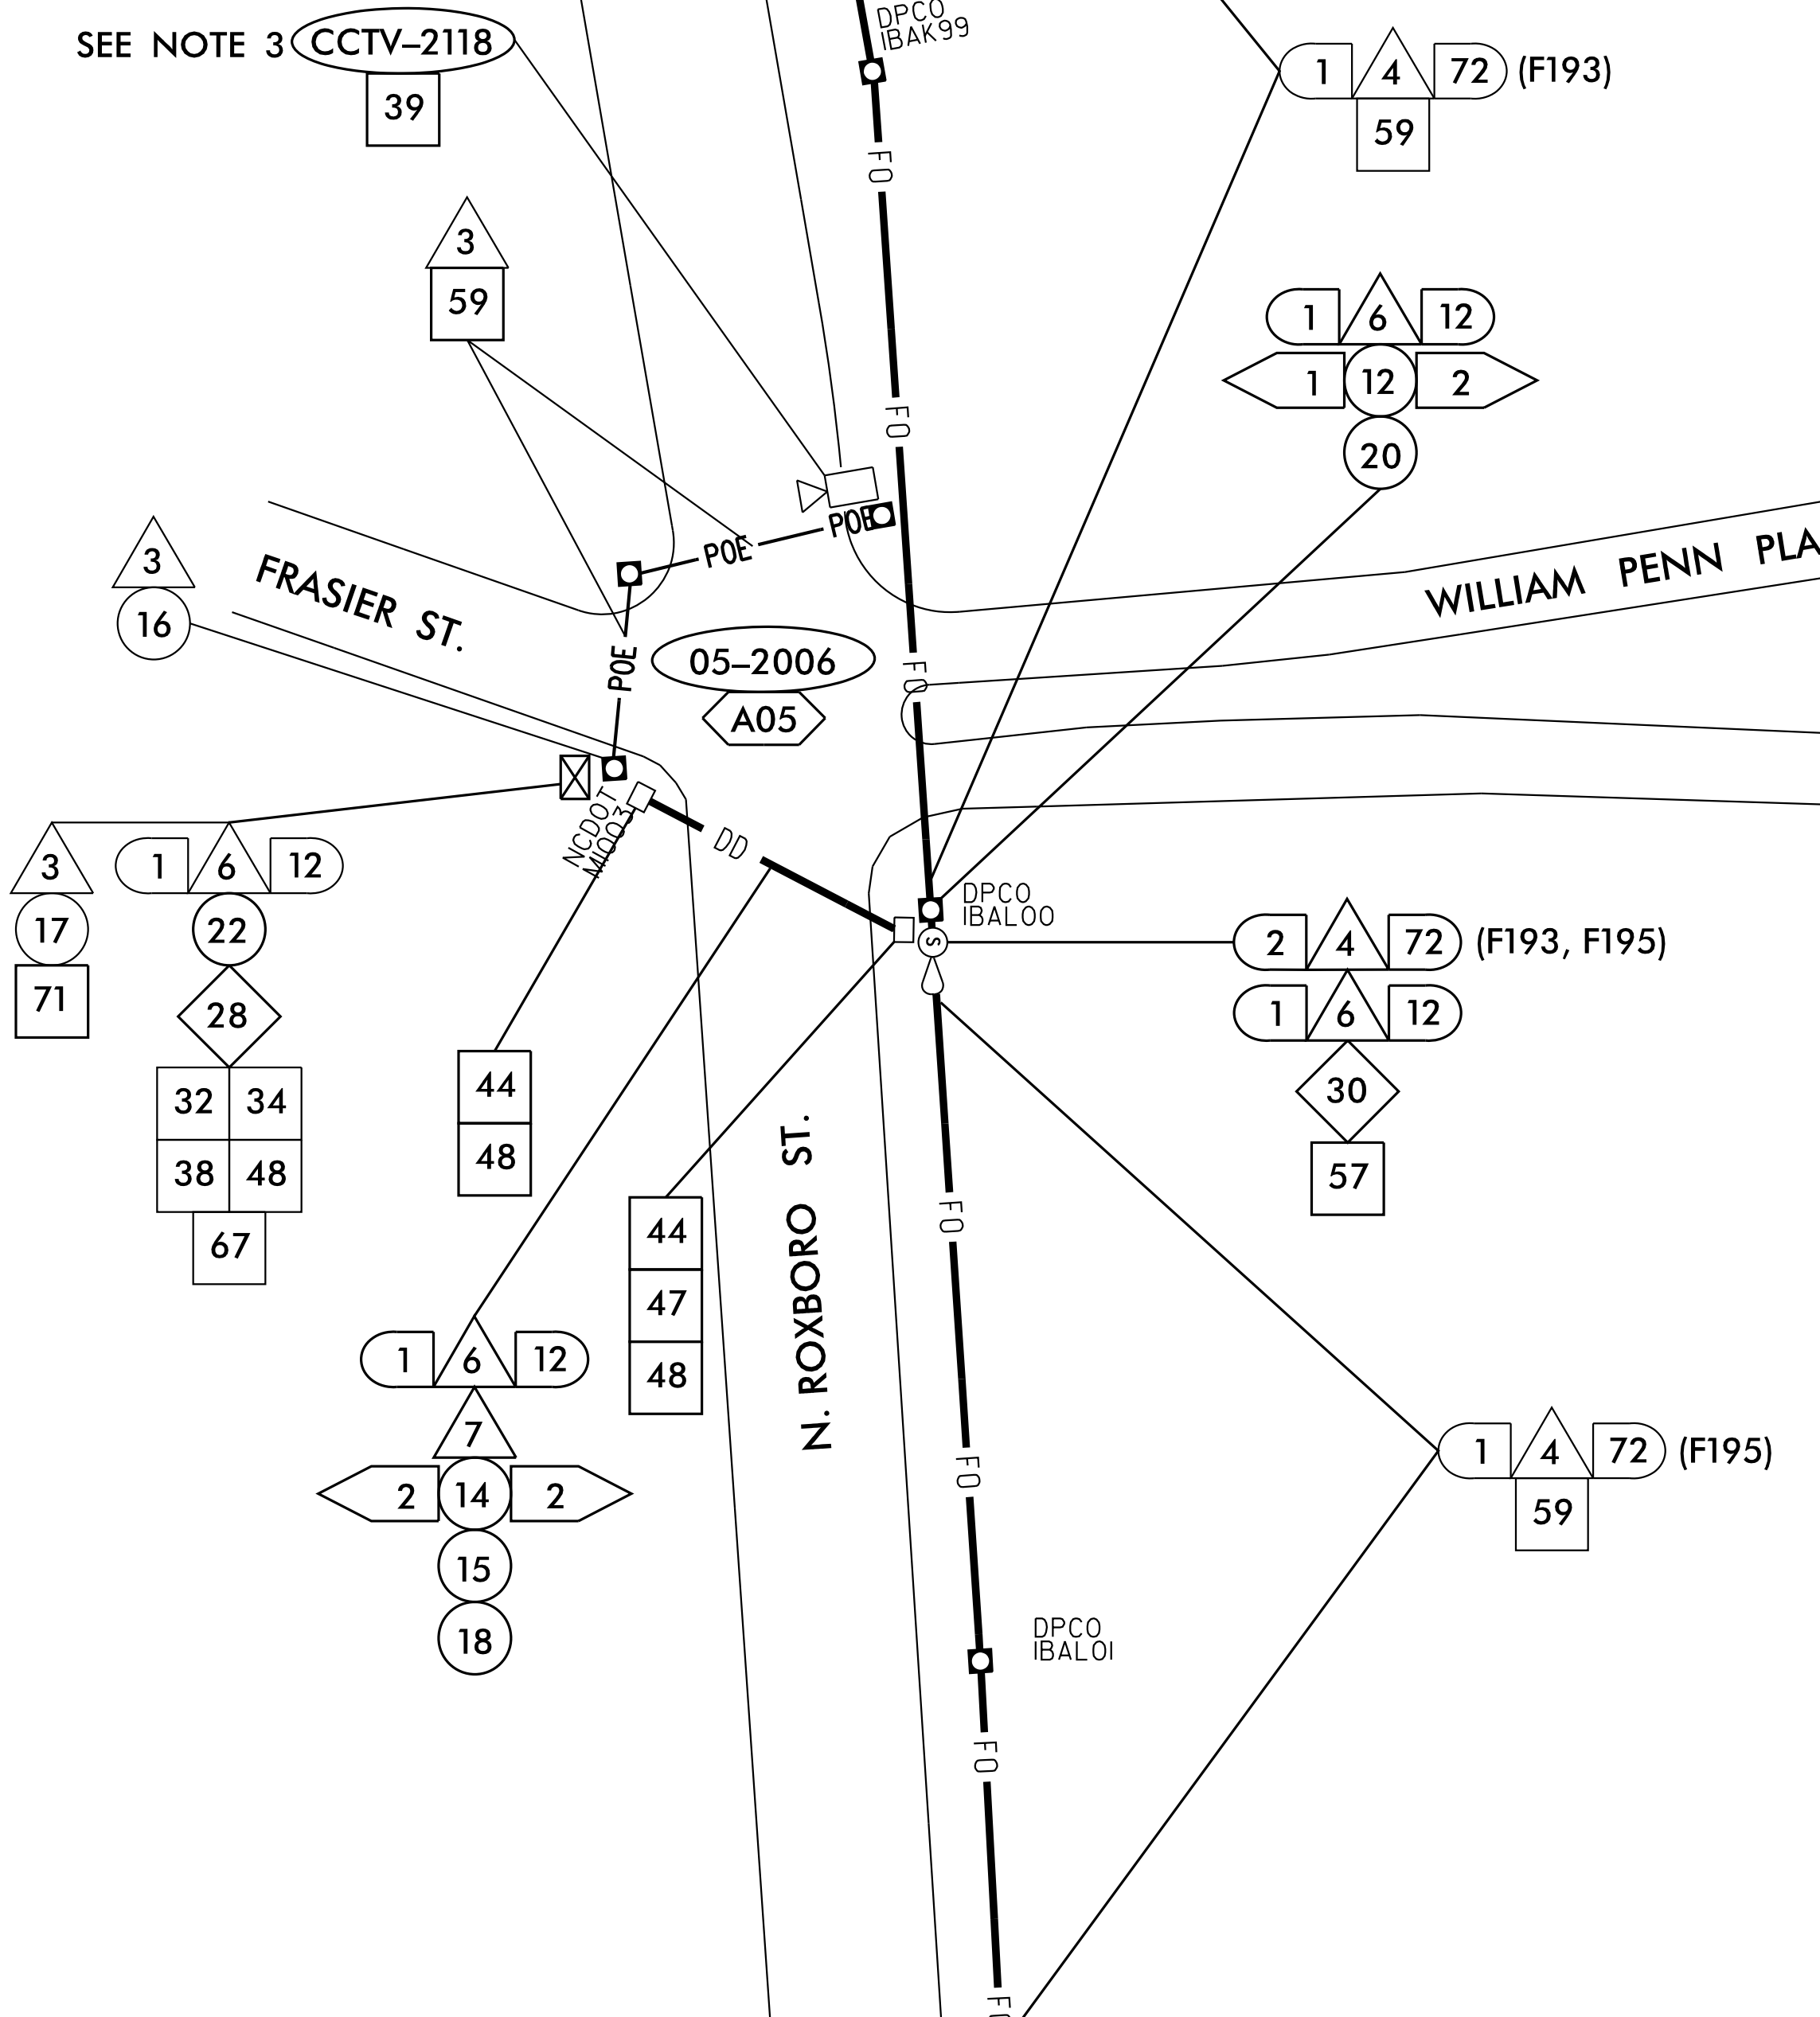 SEE NOTE 3 CCTV–2118
39
DPCO
IBAK99
1 4 72 (F193)
59
FO
3
59
1 6 12
1 12 2
20
FO
POE
POE
3
16
FRASIER ST.
WILLIAM PENN PLA
POE
05–2006
A05
FO
NCDOT
MI003
DD
3
17
71
1 6 12
22
28
32 34
38 48
67
DPCO
IBAL00
S
2 4 72 (F193, F195)
1 6 12
30
57
44
48
44
47
48
N. ROXBORO ST.
FO
1 6 12
7
2 14 2
15
18
FO
1 4 72 (F195)
59
DPCO
IBAL01
FO
FO